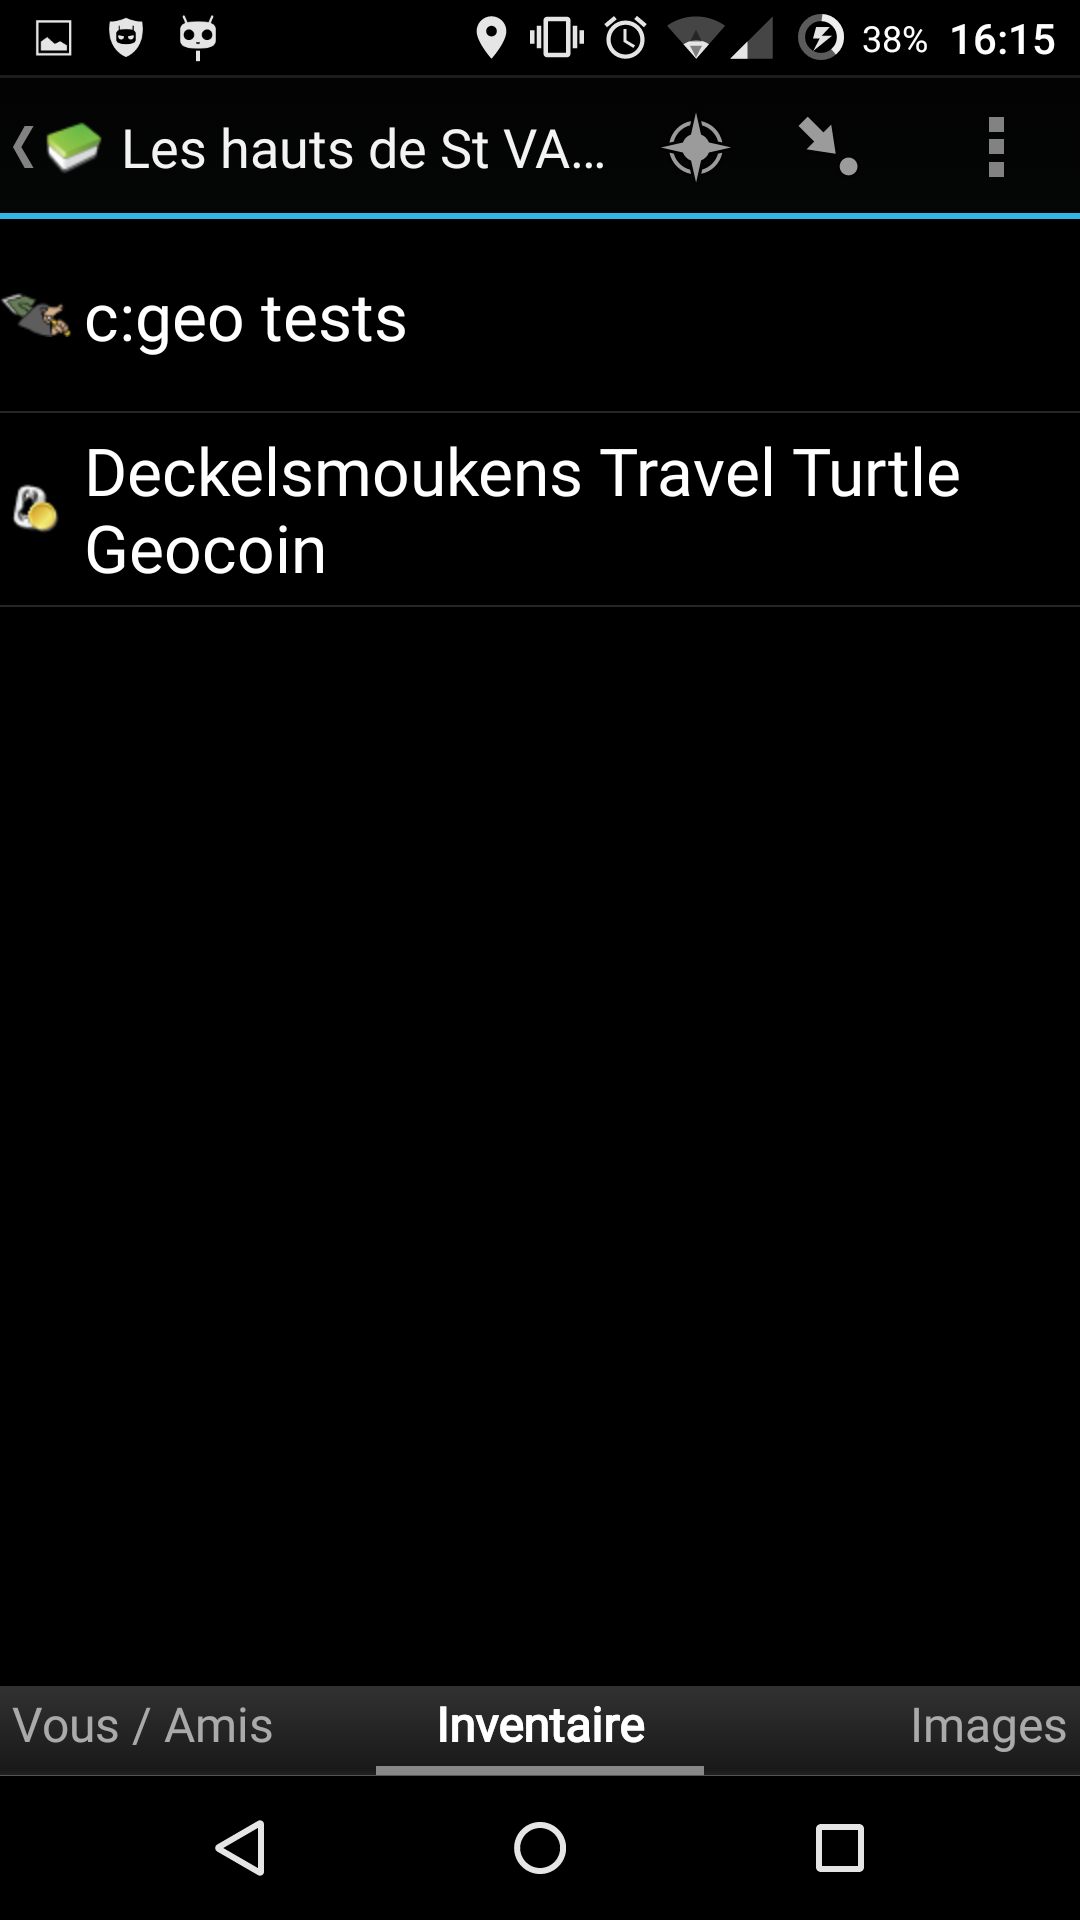 38% 16:15
Les hauts de St VA...
c:geo tests
Deckelsmoukens Travel Turtle
Geocoin
Vous / Amis Inventaire Images